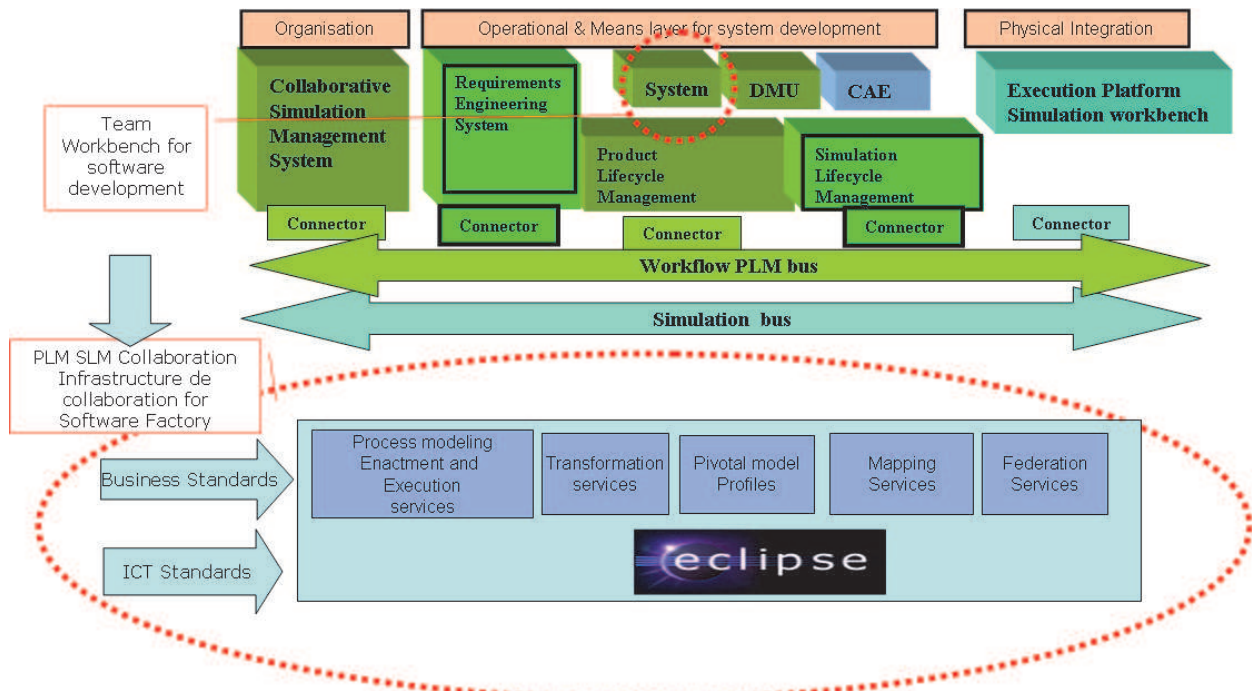 Organisation
Operational & Means layer for system development
Physical Integration
Collaborative
Simulation
Management
System
Requirements
Engineering
System
System
DMU
CAE
Execution Platform
Simulation workbench
Team
Workbench for
software
development
Product
Lifecycle
Management
Simulation
Lifecycle
Management
Connector
Connector
Connector
Connector
Connector
Workflow PLM bus
Simulation bus
PLM SLM Collaboration
Infrastructure de
collaboration for
Software Factory
Business Standards
Process modeling
Enactment and
Execution
services
Transformation
services
Pivotal model
Profiles
Mapping
Services
Federation
Services
ICT Standards
eclipse